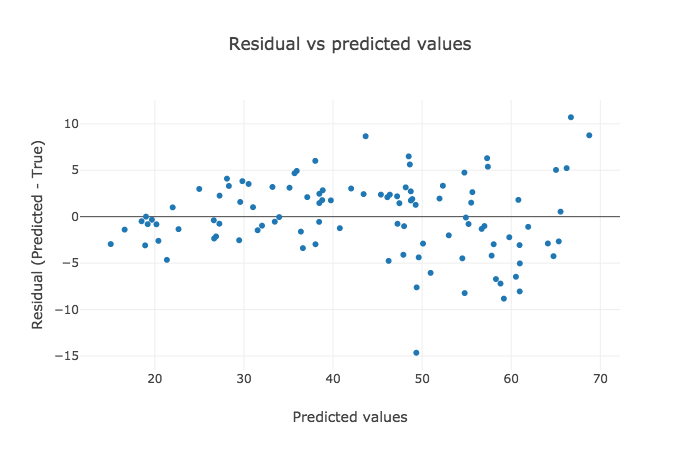 Residual vs predicted values
Residual (Predicted - True)
10
5
0
−5
−10
−15
20 30 40 50 60 70
Predicted values